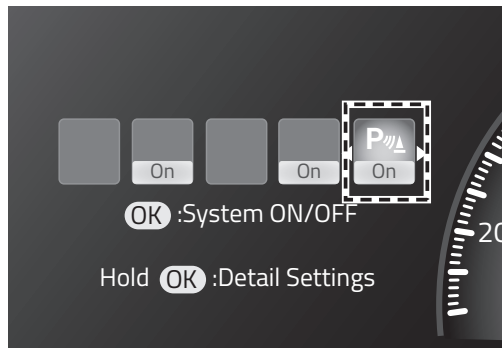 P
On On On
OK :System ON/OFF
20
Hold OK :Detail Settings